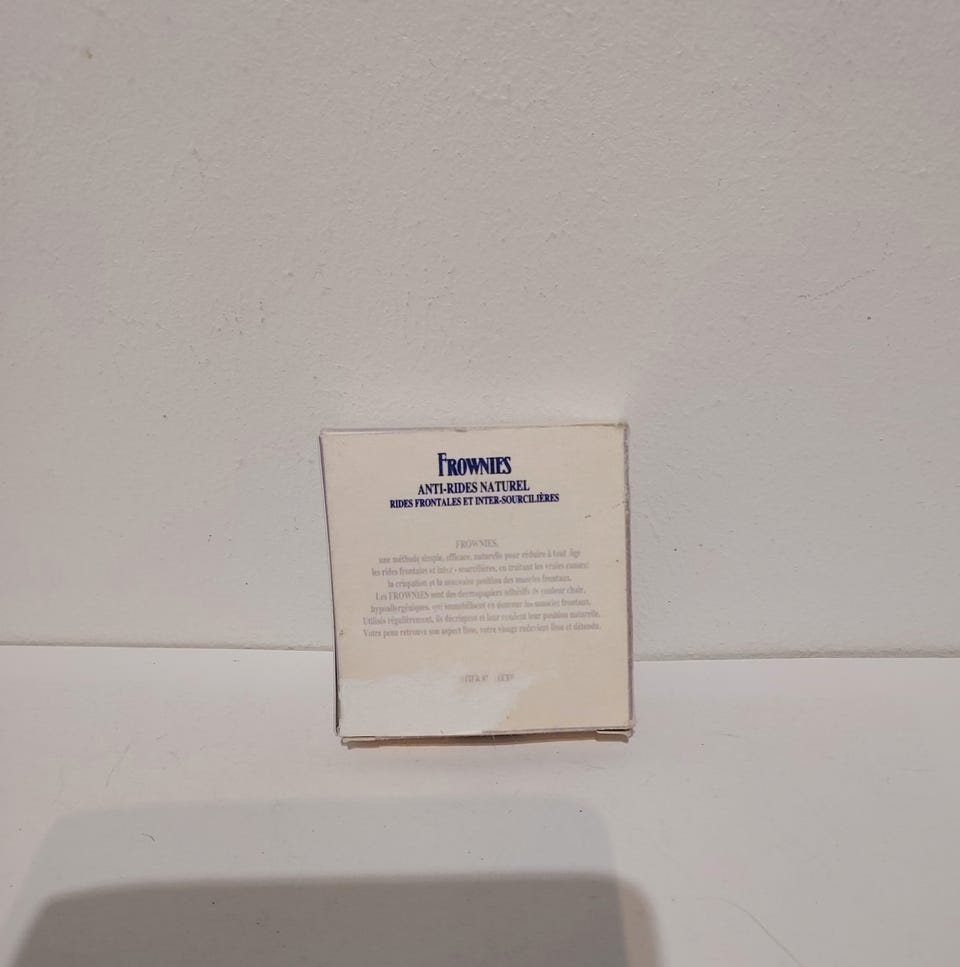 FROWNIES
ANTI-RIDES NATUREL
RIDES FRONTALES ET INTER-SOURCILIÈRES
FROWNIES,
une méthode simple, efficace, naturelle pour réduire à tout âge
les rides frontales et inter-sourcilières, en traitant les vraies causes:
la crispation et la mauvaise position des muscles frontaux.
Les FROWNIES sont des dermapapiers adhésifs de couleur chair,
hypoallergéniques, qui immobilisent en douceur les muscles frontaux.
Utilisés régulièrement, ils décrispent et leur rendent leur position naturelle.
Votre peau retrouve son aspect lisse, votre visage redevient lisse et détendu.